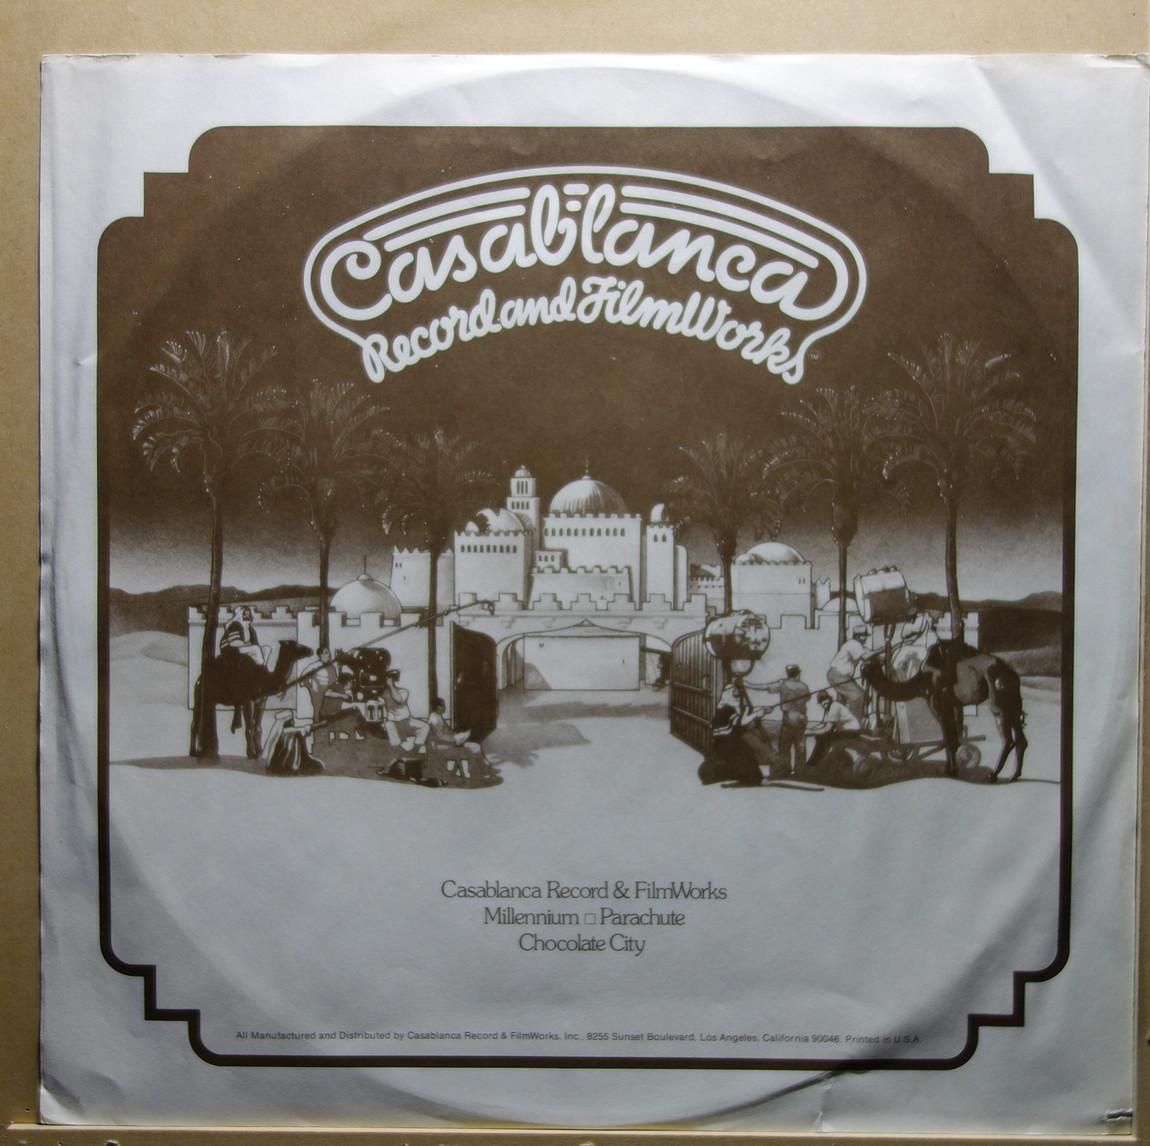 Casablanca
Record and FilmWorks
TM
Casablanca Record & FilmWorks
Millennium □ Parachute
Chocolate City
All Manufactured and Distributed by Casablanca Record & FilmWorks, Inc., 8255 Sunset Boulevard, Los Angeles, California 90046. Printed in U.S.A.